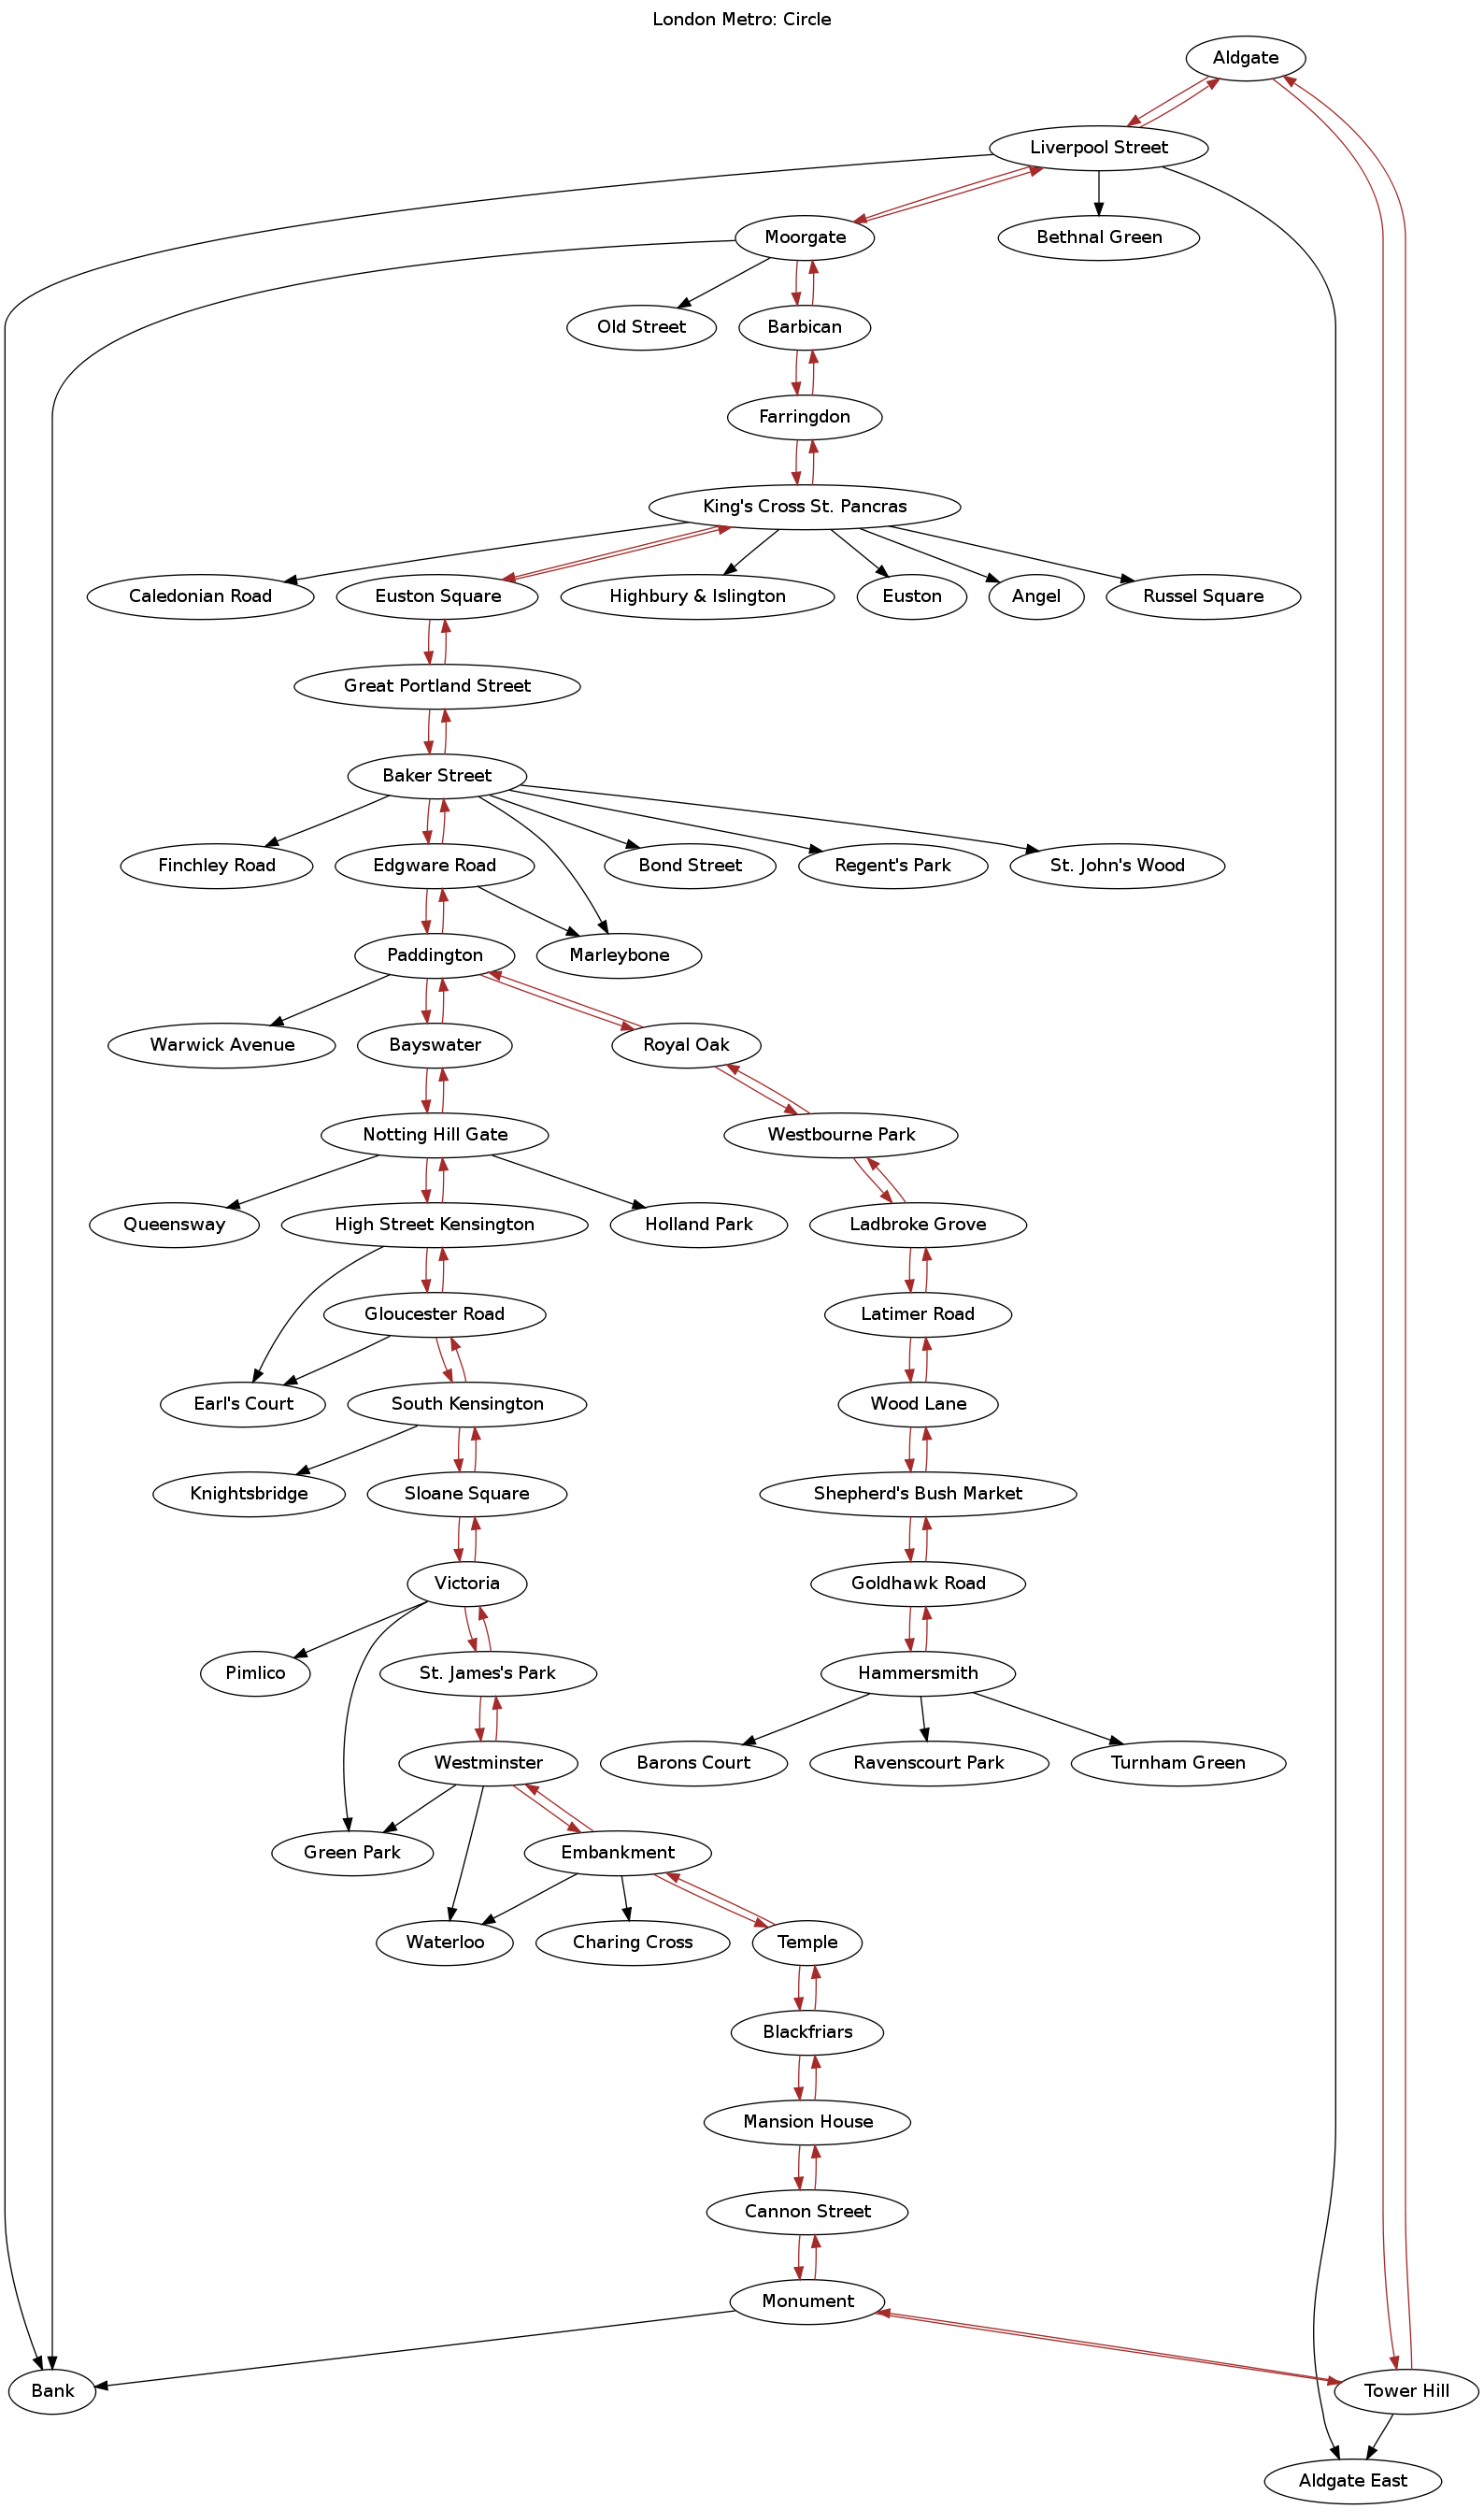 London Metro: Circle
Aldgate
Liverpool Street
Moorgate
Bethnal Green
Old Street
Barbican
Farringdon
King's Cross St. Pancras
Caledonian Road
Euston Square
Highbury & Islington
Euston
Angel
Russel Square
Great Portland Street
Baker Street
Finchley Road
Edgware Road
Bond Street
Regent's Park
St. John's Wood
Paddington
Marleybone
Warwick Avenue
Bayswater
Royal Oak
Notting Hill Gate
Westbourne Park
Queensway
High Street Kensington
Holland Park
Ladbroke Grove
Gloucester Road
Latimer Road
Earl's Court
South Kensington
Wood Lane
Knightsbridge
Sloane Square
Shepherd's Bush Market
Victoria
Goldhawk Road
Pimlico
St. James's Park
Hammersmith
Westminster
Barons Court
Ravenscourt Park
Turnham Green
Green Park
Embankment
Waterloo
Charing Cross
Temple
Blackfriars
Mansion House
Cannon Street
Monument
Bank
Tower Hill
Aldgate East